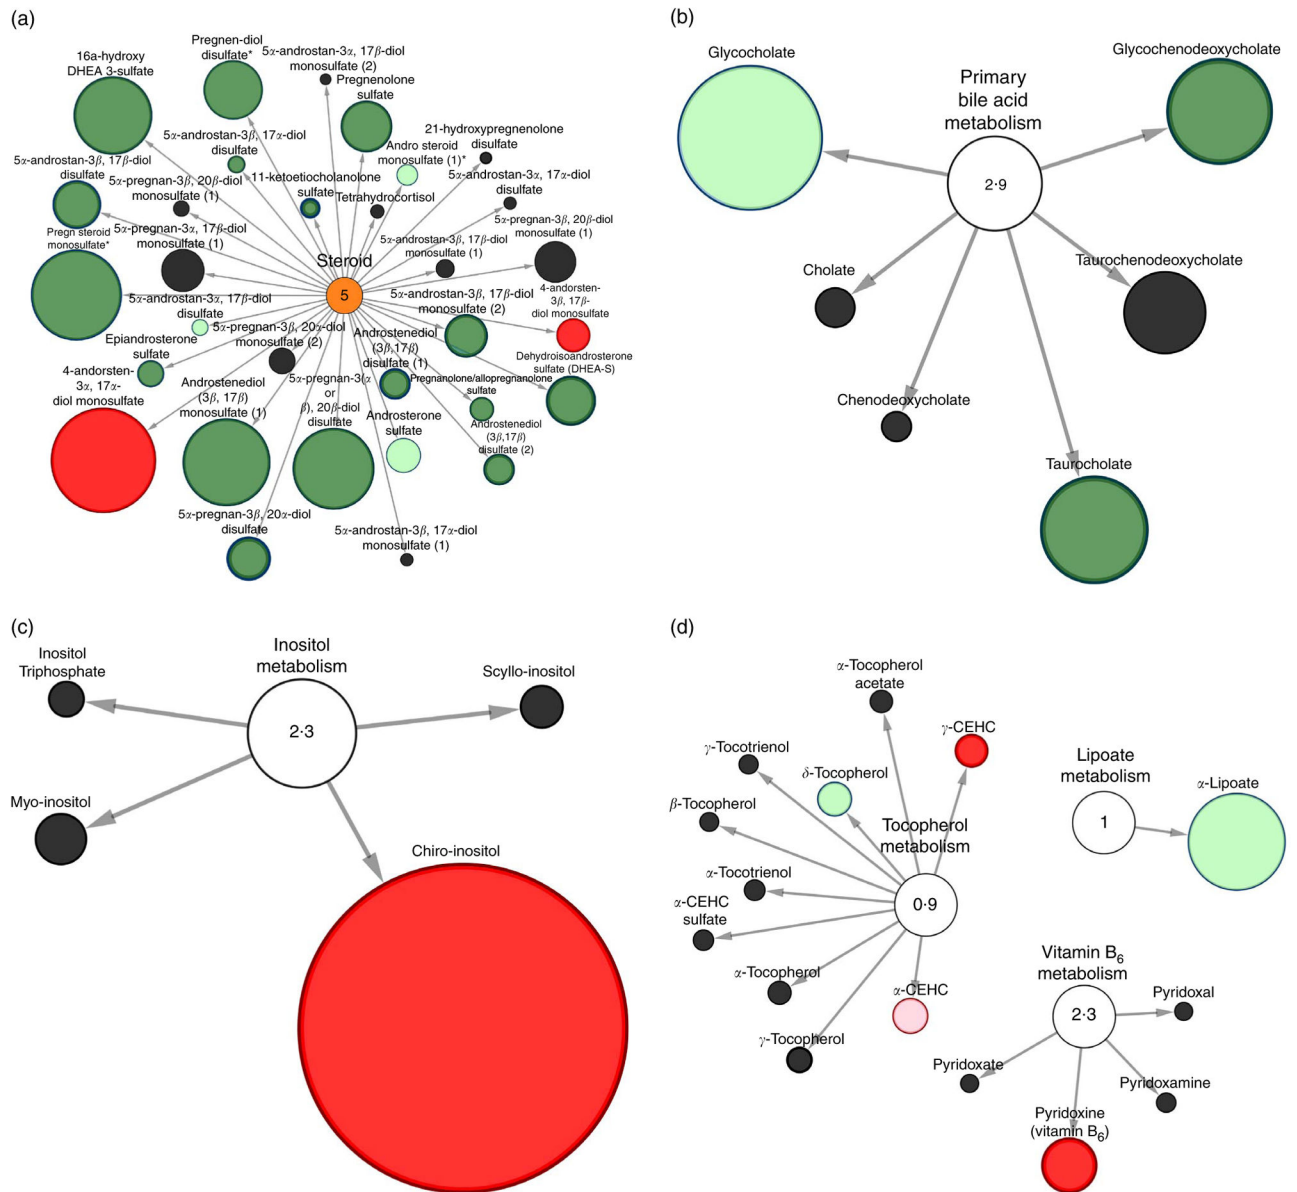 (a)
16a-hydroxy
DHEA 3-sulfate
Pregnen-diol
disulfate*
5α-androstan-3α, 17β-diol
monosulfate (2)
Pregnenolone
sulfate
5α-androstan-3β, 17α-diol
disulfate
21-hydroxypregnenolone
disulfate
Andro steroid
monosulfate (1)*
5α-androstan-3β, 17β-diol
disulfate
5α-pregnan-3β, 20β-diol
monosulfate (1)
11-ketoetiocholanolone
sulfate
Tetrahydrocortisol
5α-androstan-3α, 17α-diol
disulfate
Pregn steroid
monosulfate*
5α-pregnan-3α, 17α-diol
monosulfate (1)
5α-androstan-3β, 17β-diol
monosulfate (1)
5α-pregnan-3β, 20β-diol
monosulfate (1)
Steroid
5
5α-androstan-3α, 17β-diol
disulfate
5α-androstan-3β, 17β-diol
monosulfate (2)
4-andorsten-
3β, 17β-
diol monosulfate
Epiandrosterone
sulfate
5α-pregnan-3β, 20α-diol
monosulfate (2)
Androstenediol
(3β,17β)
disulfate (1)
Dehydroisoandrosterone
sulfate (DHEA-S)
4-andorsten-
3α, 17α-
diol monosulfate
Androstenediol
(3β, 17β)
monosulfate (1)
5α-pregnan-3(α
or
β), 20β-diol
disulfate
Pregnanolone/allopregnanolone
sulfate
Androsterone
sulfate
Androstenediol
(3β,17β)
disulfate (2)
5α-pregnan-3β, 20α-diol
disulfate
5α-androstan-3β, 17α-diol
monosulfate (1)
(b)
Glycocholate
Primary
bile acid
metabolism
2·9
Glycochenodeoxycholate
Cholate
Taurochenodeoxycholate
Chenodeoxycholate
Taurocholate
(c)
Inositol
Triphosphate
Inositol
metabolism
2·3
Scyllo-inositol
Myo-inositol
Chiro-inositol
(d)
α-Tocopherol
acetate
γ-CEHC
γ-Tocotrienol
δ-Tocopherol
β-Tocopherol
Tocopherol
metabolism
0·9
α-Tocotrienol
α-CEHC
sulfate
α-Tocopherol
α-CEHC
γ-Tocopherol
Lipoate
metabolism
1
α-Lipoate
Vitamin B₆
metabolism
2·3
Pyridoxal
Pyridoxate
Pyridoxamine
Pyridoxine
(vitamin B₆)